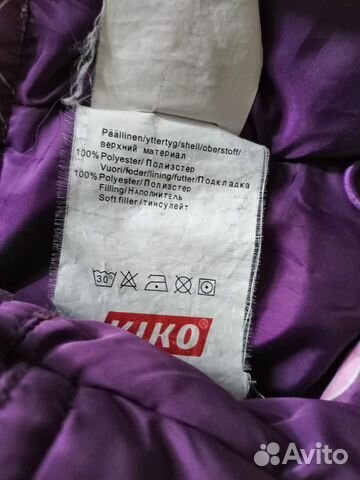 Päällinen/yttertyg/shell/oberstoff/
верхний материал
100% Polyester/Полиэстер
Vuori/foder/lining/futter/Подкладка
100% Polyester/Полиэстер
Filling/Наполнитель
Soft filler/тинсулейт
30°
KIKO®
Avito